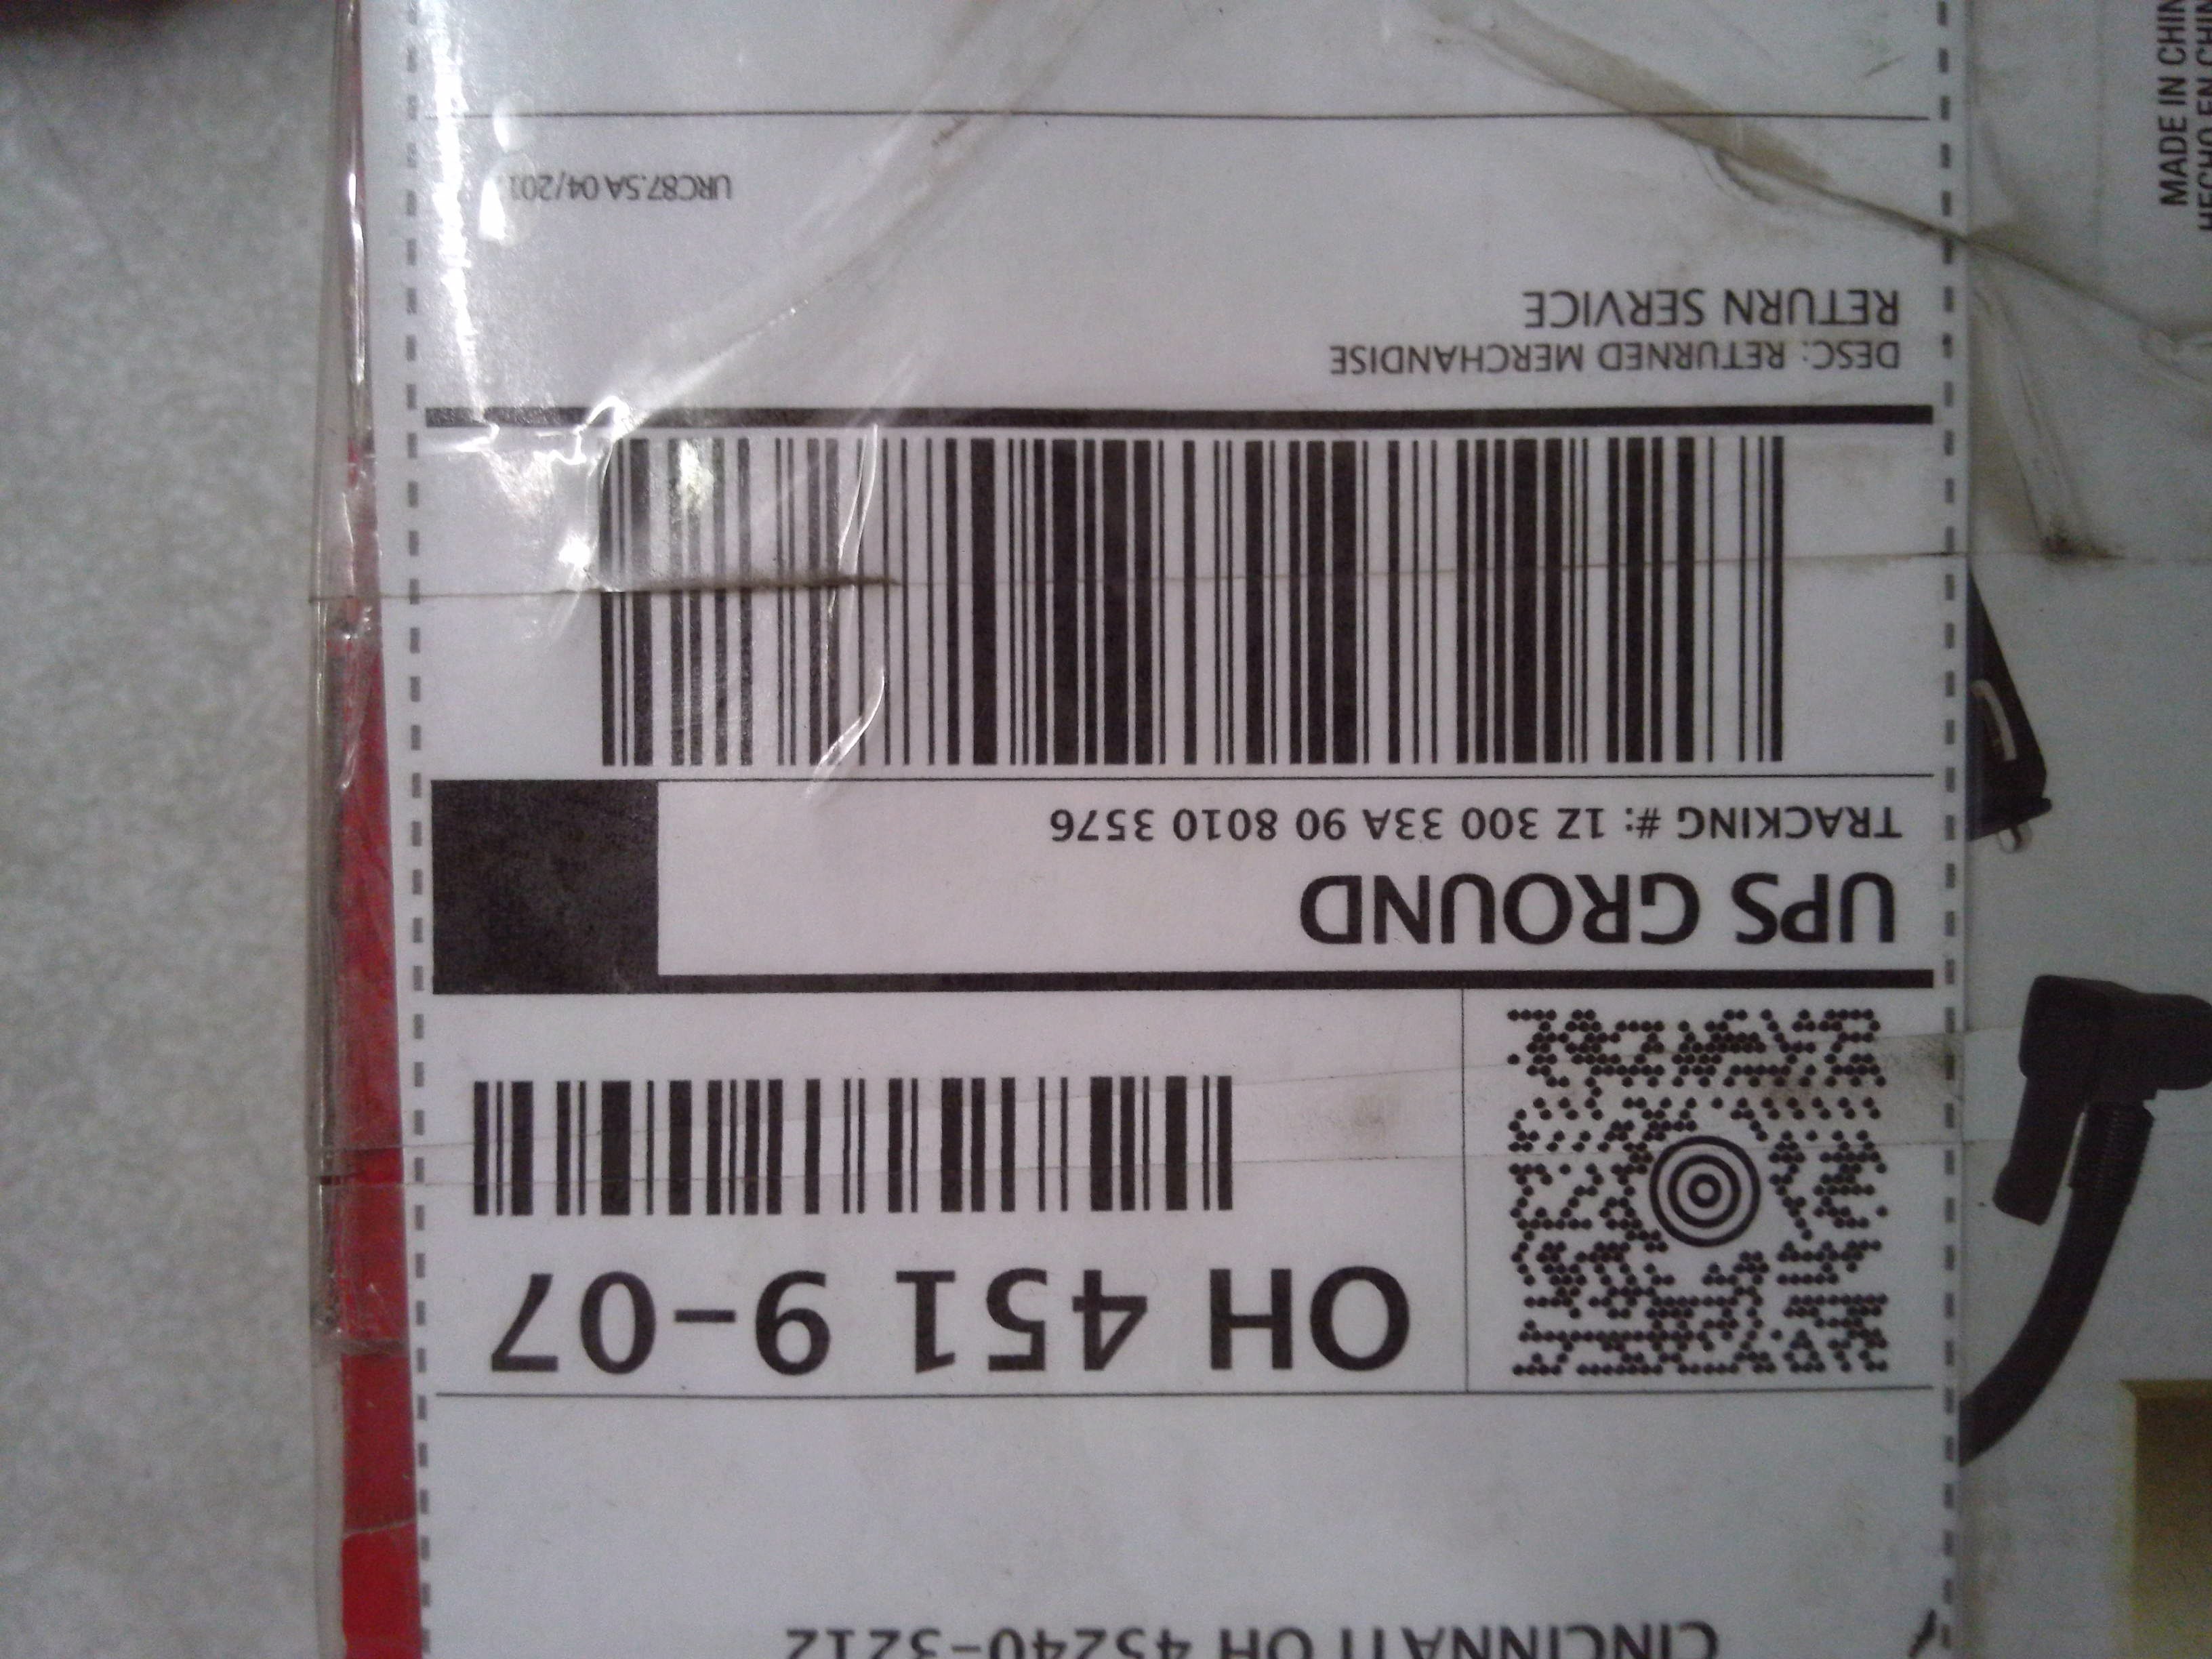 CINCINNATI OH 45240-3212
OH 451 9-07
UPS GROUND
TRACKING #: 1Z 300 33A 90 8010 3576
DESC: RETURNED MERCHANDISE
RETURN SERVICE
URC87.5A 04/201
MADE IN CHIN
HECHO EN CHIN